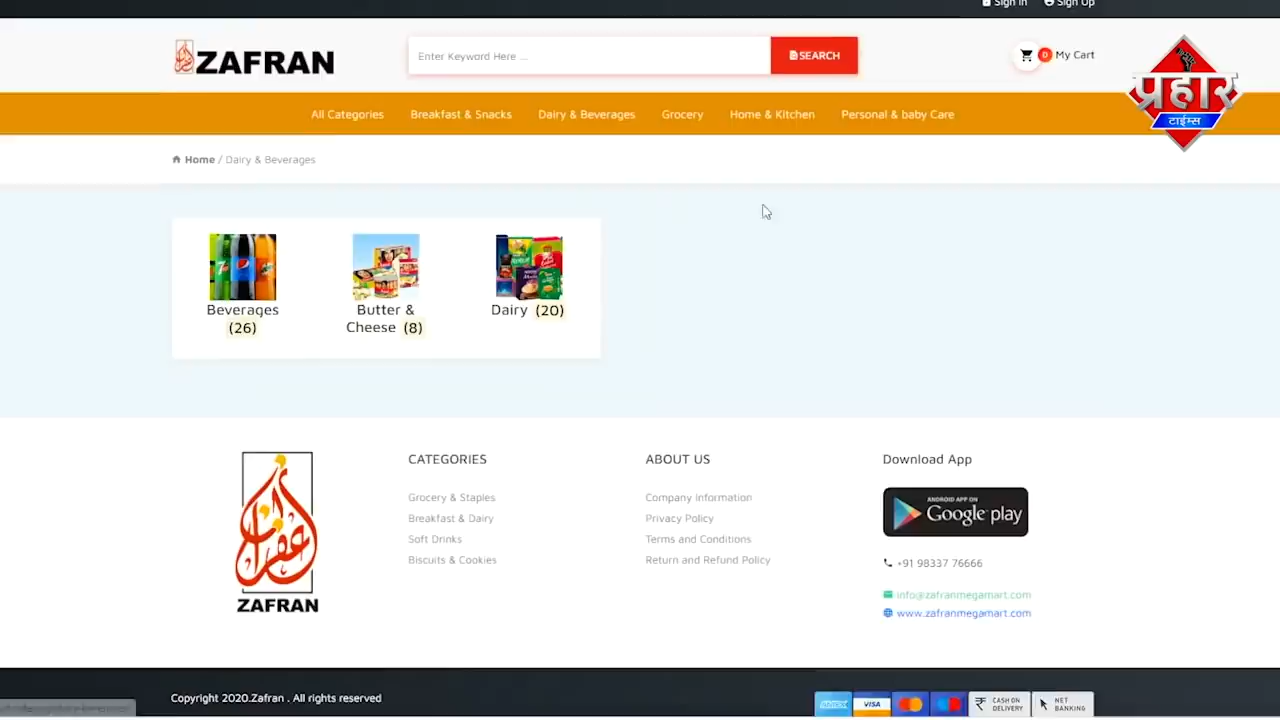 Sign In Sign Up
ZAFRAN
Enter Keyword Here ...
SEARCH
0 My Cart
प्रहार
टाईम्स
All Categories Breakfast & Snacks Dairy & Beverages Grocery Home & Kitchen Personal & baby Care
Home / Dairy & Beverages
Beverages
(26)
Butter &
Cheese (8)
Dairy (20)
زعفران
ZAFRAN
CATEGORIES
Grocery & Staples
Breakfast & Dairy
Soft Drinks
Biscuits & Cookies
ABOUT US
Company Information
Privacy Policy
Terms and Conditions
Return and Refund Policy
Download App
ANDROID APP ON
Google play
+91 98337 76666
info@zafranmegamart.com
www.zafranmegamart.com
Copyright 2020.Zafran . All rights reserved
AMEX
VISA
CASH ON
DELIVERY
NET
BANKING